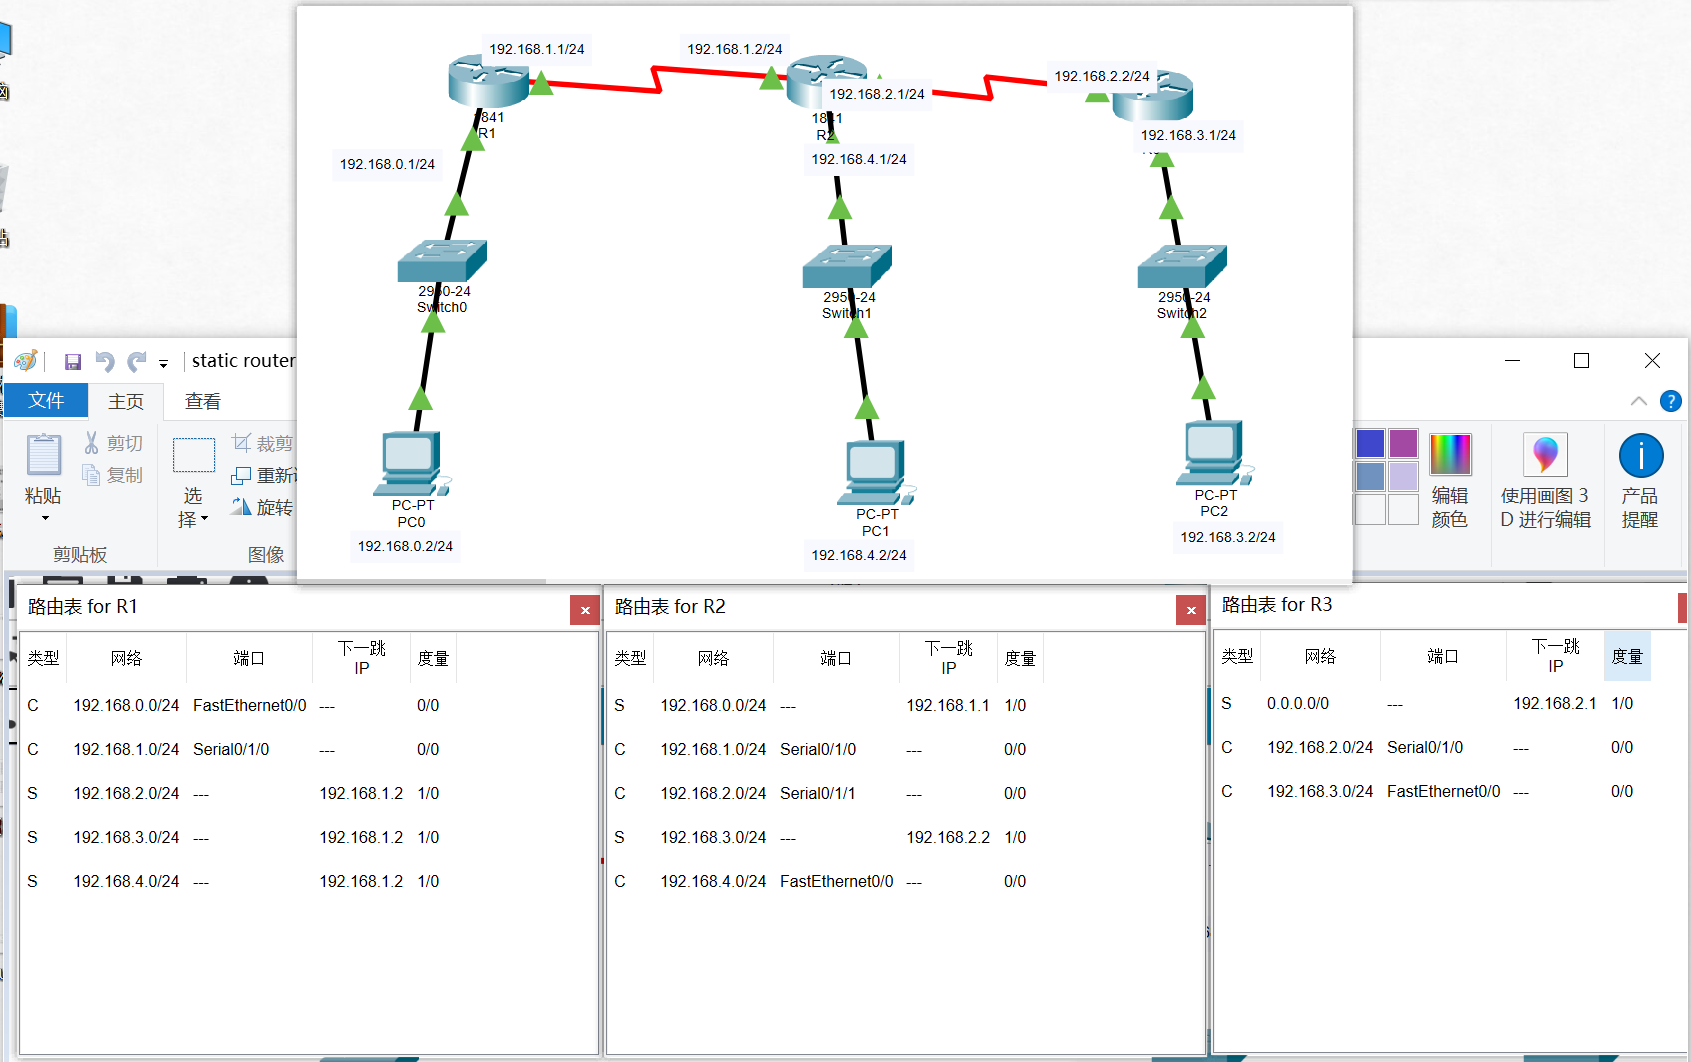 192.168.1.1/24
192.168.1.2/24
192.168.2.2/24
192.168.2.1/24
1841
R1
1841
R2
192.168.3.1/24
192.168.0.1/24
192.168.4.1/24
2950-24
Switch0
2950-24
Switch1
2950-24
Switch2
PC-PT
PC0
192.168.0.2/24
PC-PT
PC1
192.168.4.2/24
PC-PT
PC2
192.168.3.2/24
static router
文件
主页
查看
粘贴
剪切
复制
剪贴板
选
择
裁剪
重新
旋转
图像
编辑
颜色
使用画图 3
D 进行编辑
产品
提醒
路由表 for R1
类型 网络 端口 下一跳 IP 度量
C 192.168.0.0/24 FastEthernet0/0 --- 0/0
C 192.168.1.0/24 Serial0/1/0 --- 0/0
S 192.168.2.0/24 --- 192.168.1.2 1/0
S 192.168.3.0/24 --- 192.168.1.2 1/0
S 192.168.4.0/24 --- 192.168.1.2 1/0
路由表 for R2
类型 网络 端口 下一跳 IP 度量
S 192.168.0.0/24 --- 192.168.1.1 1/0
C 192.168.1.0/24 Serial0/1/0 --- 0/0
C 192.168.2.0/24 Serial0/1/1 --- 0/0
S 192.168.3.0/24 --- 192.168.2.2 1/0
C 192.168.4.0/24 FastEthernet0/0 --- 0/0
路由表 for R3
类型 网络 端口 下一跳 IP 度量
S 0.0.0.0/0 --- 192.168.2.1 1/0
C 192.168.2.0/24 Serial0/1/0 --- 0/0
C 192.168.3.0/24 FastEthernet0/0 --- 0/0